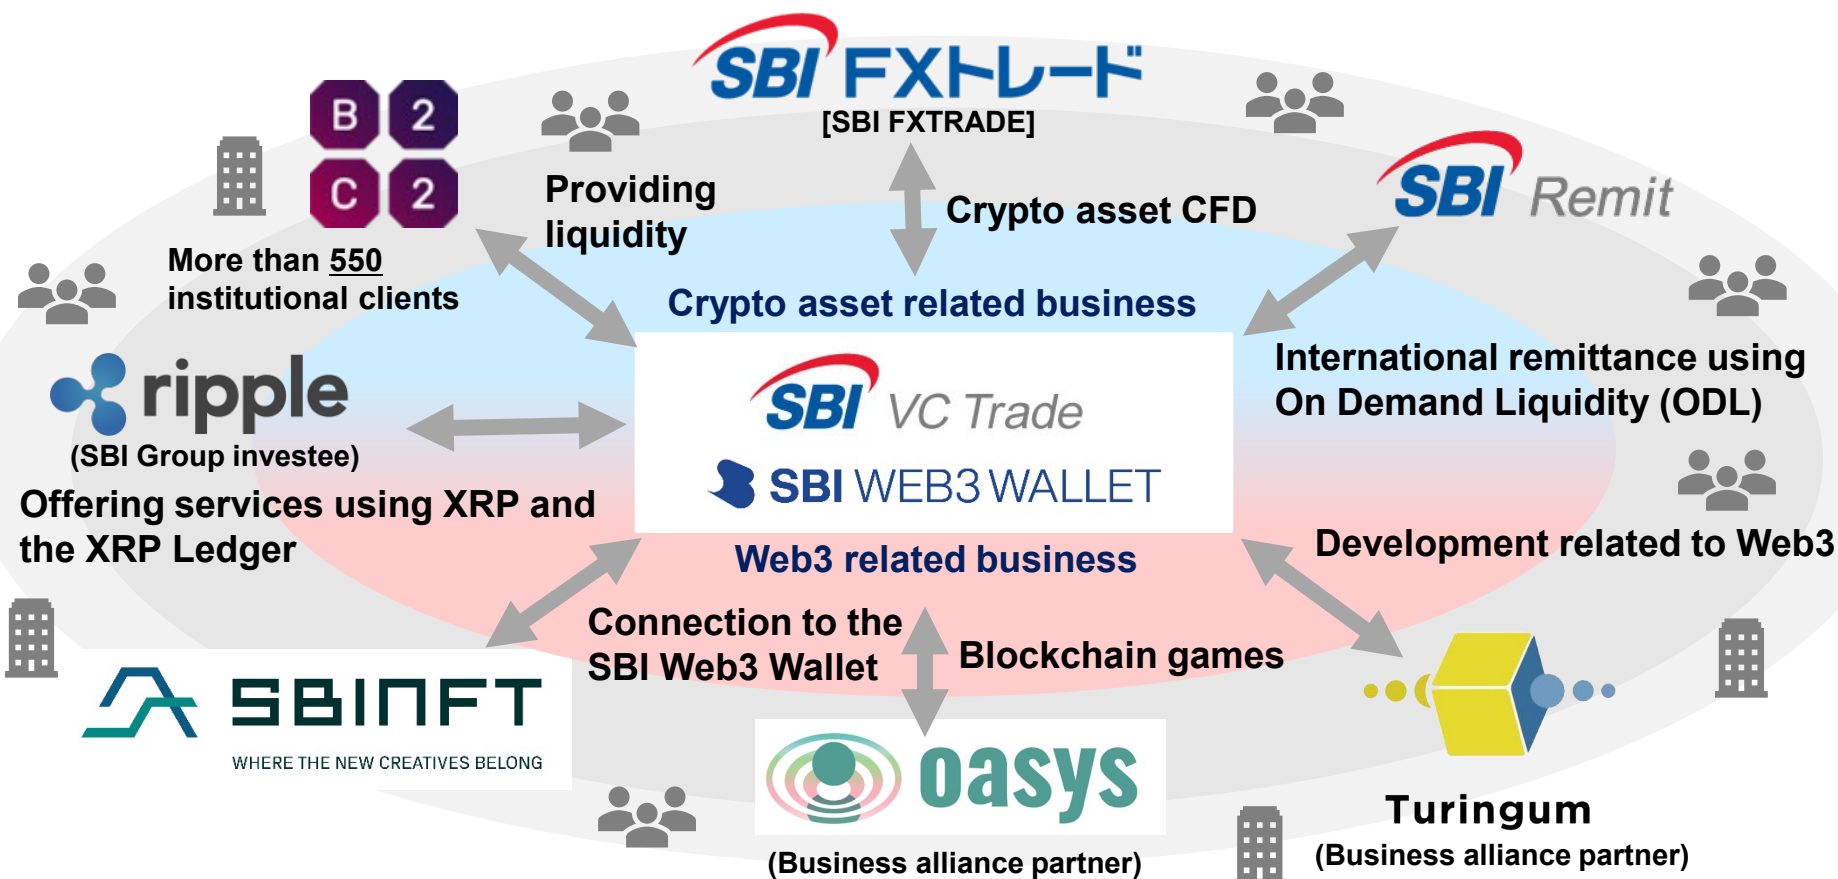 SBI FXトレード
[SBI FXTRADE]
B 2
C 2
More than 550
institutional clients
Providing
liquidity
Crypto asset CFD
SBI Remit
Crypto asset related business
ripple
(SBI Group investee)
Offering services using XRP and
the XRP Ledger
SBI VC Trade
SBI WEB3 WALLET
International remittance using
On Demand Liquidity (ODL)
Web3 related business
Development related to Web3
Connection to the
SBI Web3 Wallet
Blockchain games
SBINFT
WHERE THE NEW CREATIVES BELONG
oasys
(Business alliance partner)
Turingum
(Business alliance partner)